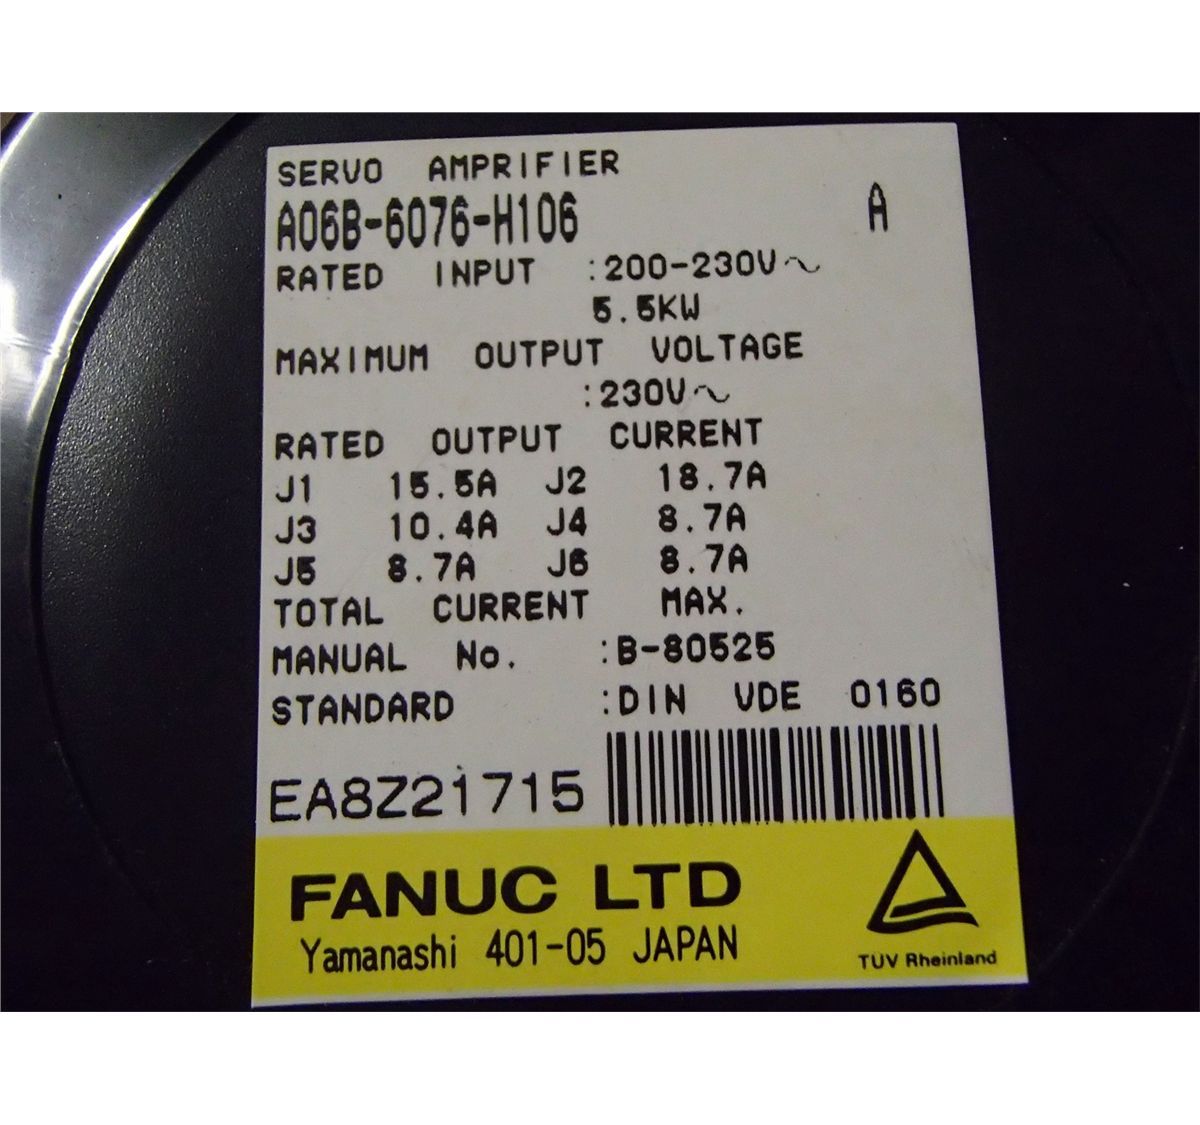 SERVO AMPRIFIER
A06B-6076-H106 A
RATED INPUT :200-230V~
5.5KW
MAXIMUM OUTPUT VOLTAGE
:230V~
RATED OUTPUT CURRENT
J1 15.5A J2 18.7A
J3 10.4A J4 8.7A
J5 8.7A J6 8.7A
TOTAL CURRENT MAX.
MANUAL No. :B-80525
STANDARD :DIN VDE 0160
EA8Z21715
FANUC LTD
Yamanashi 401-05 JAPAN
TÜV Rheinland